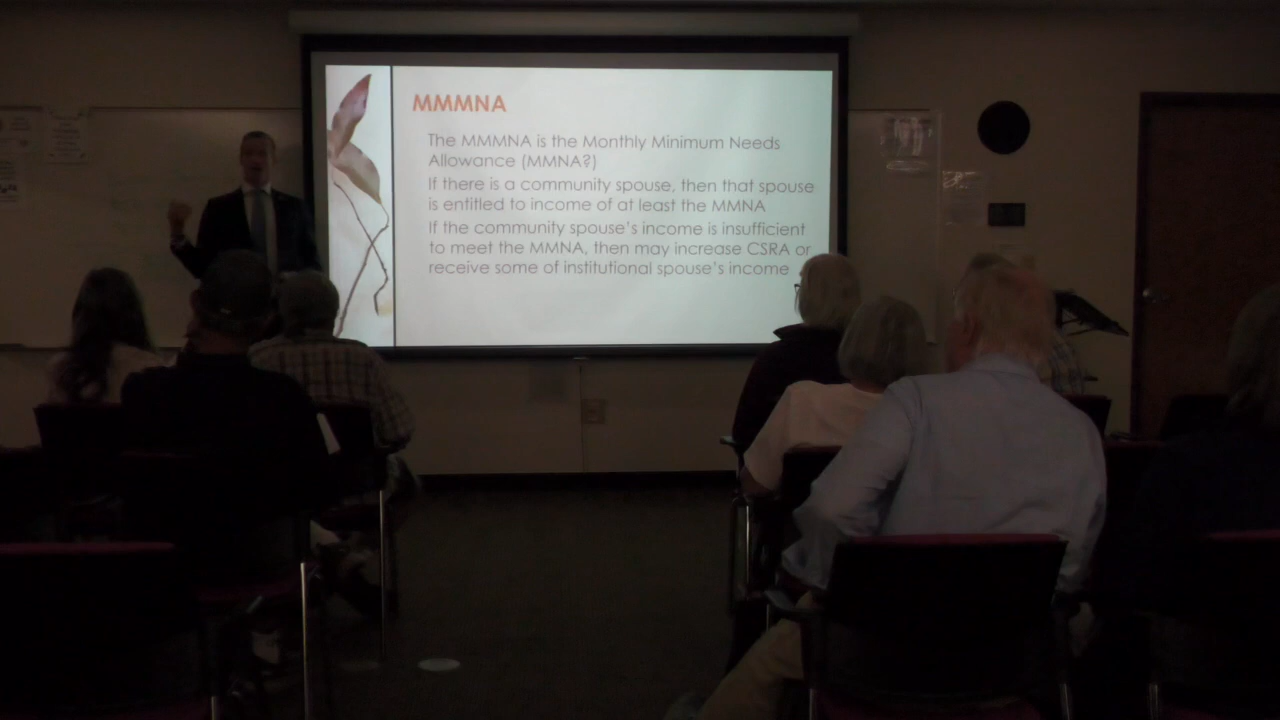 MMMNA
The MMMNA is the Monthly Minimum Needs
Allowance (MMNA?)
If there is a community spouse, then that spouse
is entitled to income of at least the MMNA
If the community spouse's income is insufficient
to meet the MMNA, then may increase CSRA or
receive some of institutional spouse's income